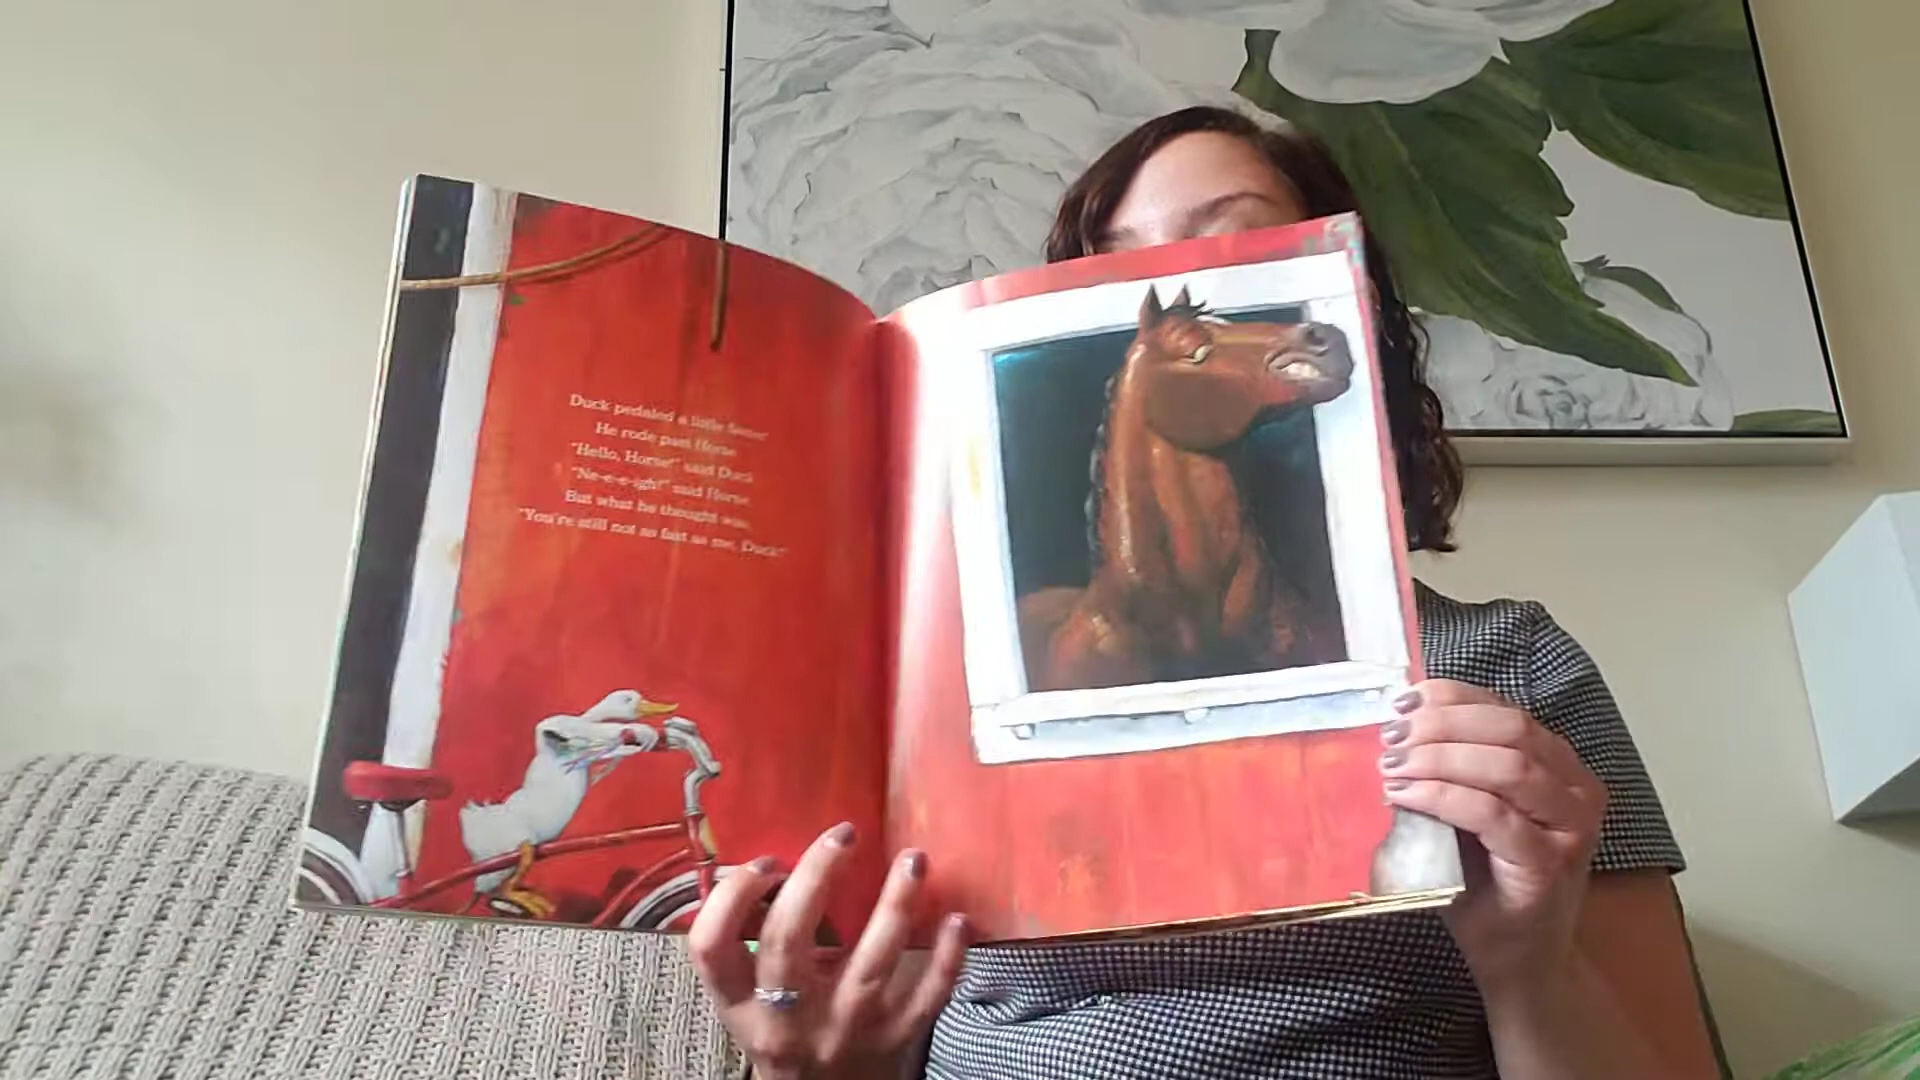 Duck pedaled a little faster.
He rode past Horse.
"Hello, Horse!" said Duck.
"Ne-e-e-igh!" said Horse.
But what he thought was,
"You're still not as fast as me, Duck!"